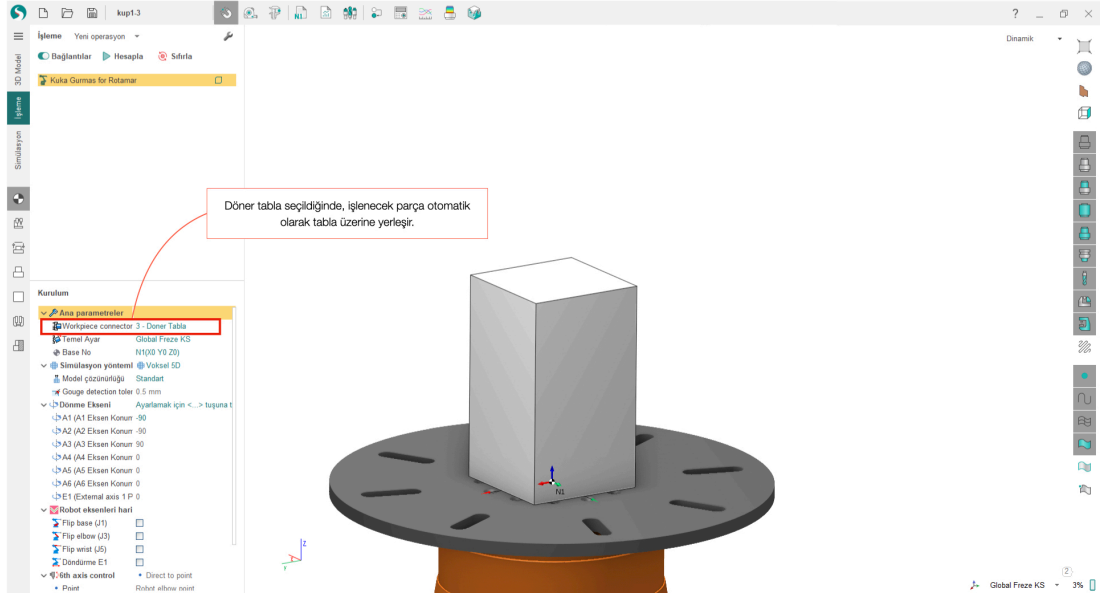 kup1-3
?
İşleme Yeni operasyon
Bağlantılar Hesapla Sıfırla
Kuka Gurmas for Rotamar
3D Model
İşleme
Simülasyon
Dinamik
Döner tabla seçildiğinde, işlenecek parça otomatik
olarak tabla üzerine yerleşir.
Kurulum
Ana parametreler
Workpiece connector 3 - Doner Tabla
Temel Ayar Global Freze KS
Base No N1(X0 Y0 Z0)
Simülasyon yönteml Voksel 5D
Model çözünürlüğü Standart
Gouge detection toler 0.5 mm
Dönme Ekseni Ayarlamak için <...> tuşuna t
A1 (A1 Eksen Konum -90
A2 (A2 Eksen Konum -90
A3 (A3 Eksen Konum 90
A4 (A4 Eksen Konum 0
A5 (A5 Eksen Konum 0
A6 (A6 Eksen Konum 0
E1 (External axis 1 P 0
Robot eksenleri hari
Flip base (J1)
Flip elbow (J3)
Flip wrist (J5)
Döndürme E1
6th axis control • Direct to point
• Point Robot elbow point
N1
Z
2
Global Freze KS 3%